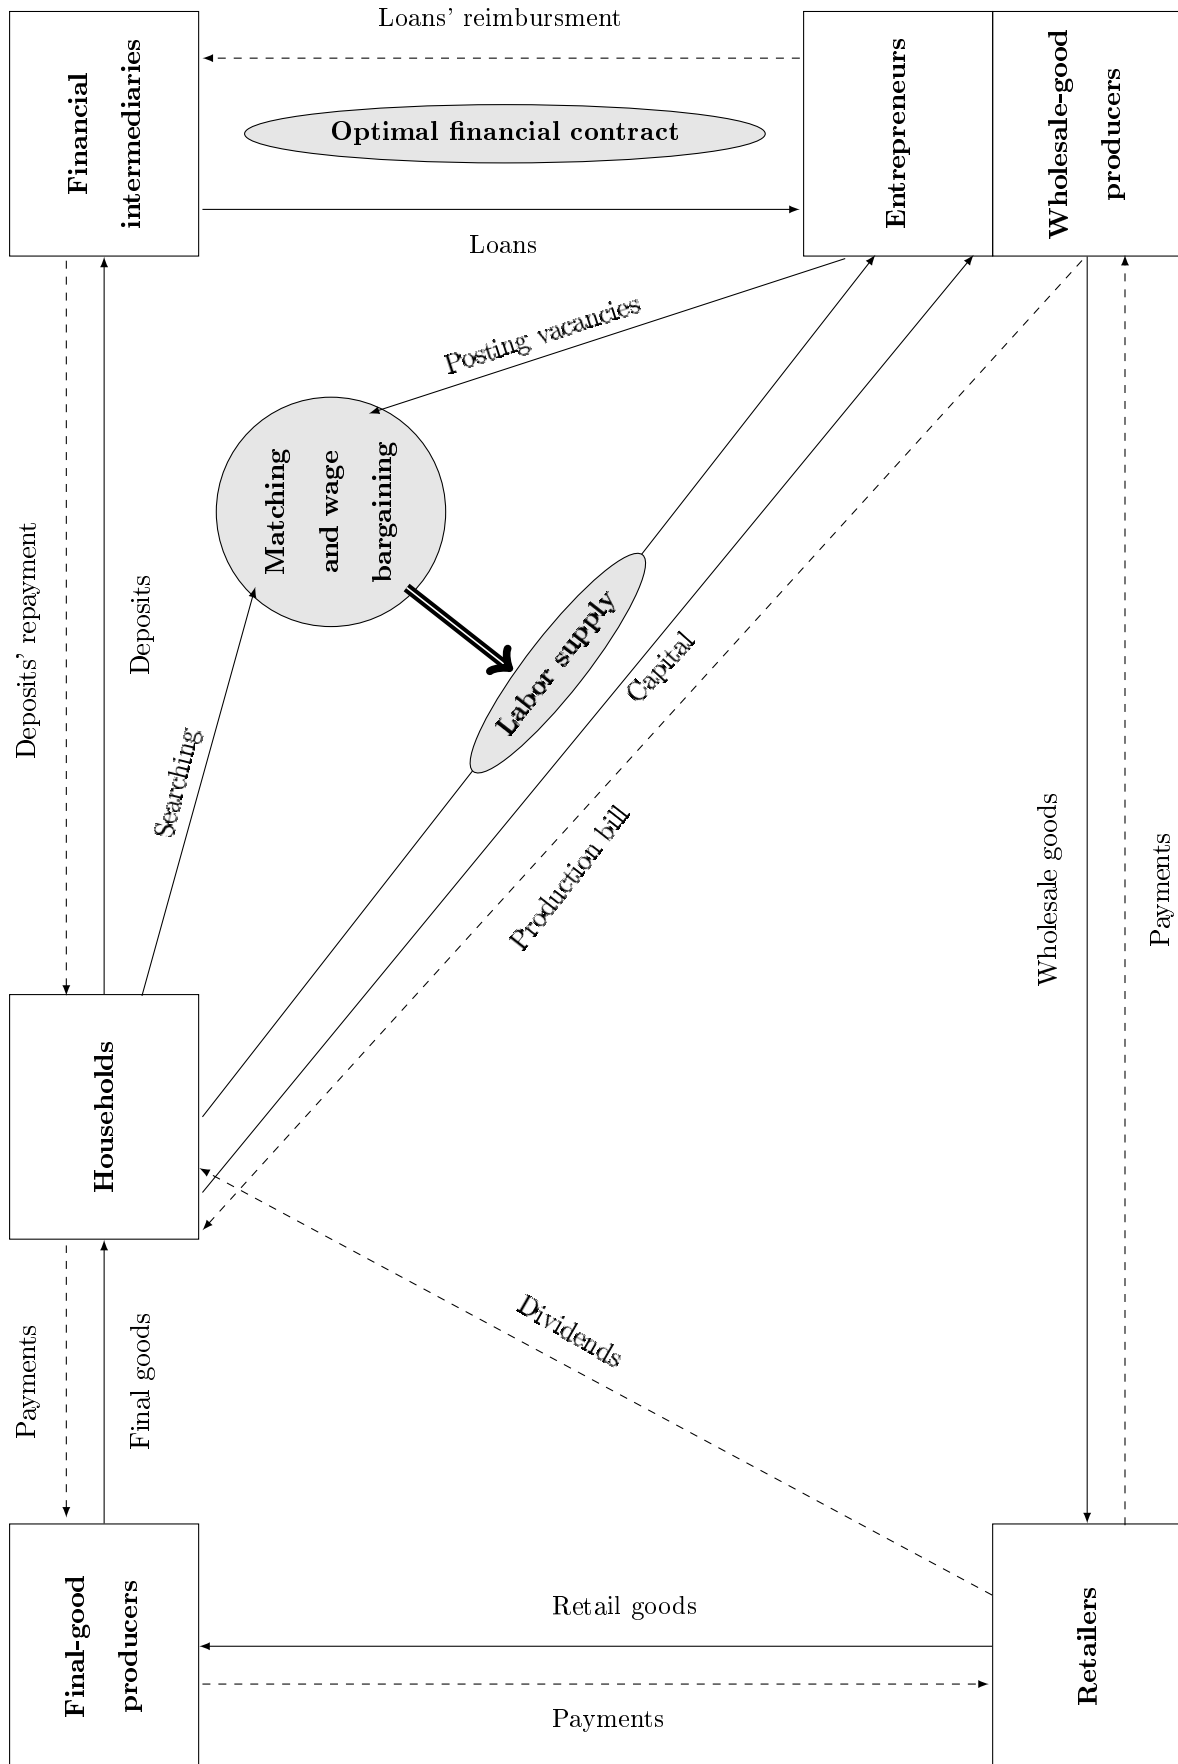 Loans' reimbursment
Financial
intermediaries
Optimal financial contract
Entrepreneurs
Wholesale-good
producers
Loans
Posting vacancies
Matching
and wage
bargaining
Deposits' repayment
Deposits
Searching
Labor supply
Capital
Production bill
Wholesale goods
Payments
Households
Payments
Final goods
Dividends
Final-good
producers
Retail goods
Payments
Retailers